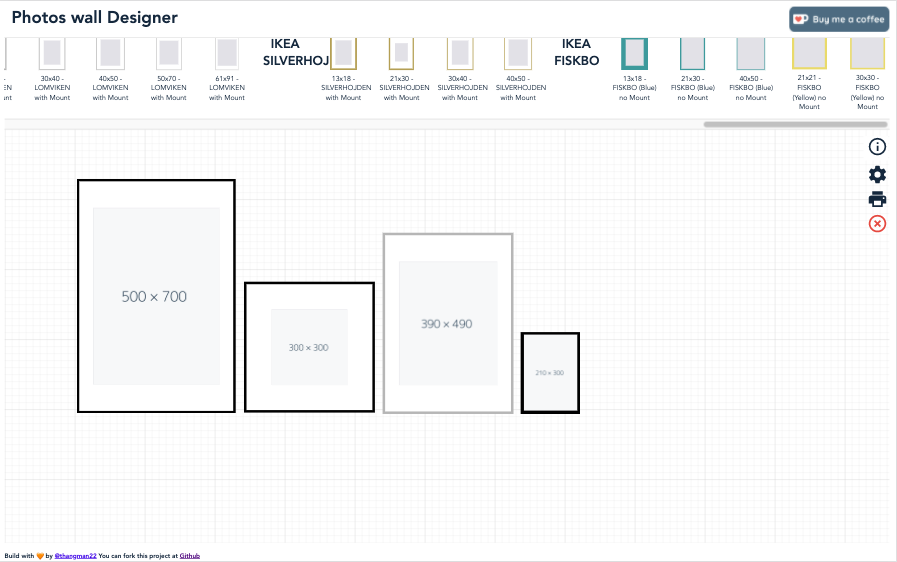 Photos wall Designer
Buy me a coffee
IKEA
SILVERHOJ
IKEA
FISKBO
30x40 -
LOMVIKEN
with Mount
40x50 -
LOMVIKEN
with Mount
50x70 -
LOMVIKEN
with Mount
61x91 -
LOMVIKEN
with Mount
13x18 -
SILVERHOJDEN
with Mount
21x30 -
SILVERHOJDEN
with Mount
30x40 -
SILVERHOJDEN
with Mount
40x50 -
SILVERHOJDEN
with Mount
13x18 -
FISKBO (Blue)
no Mount
21x30 -
FISKBO (Blue)
no Mount
40x50 -
FISKBO (Blue)
no Mount
21x21 -
FISKBO
(Yellow) no
Mount
30x30 -
FISKBO
(Yellow) no
Mount
500 × 700
300 × 300
390 × 490
210 × 300
Build with 🧡 by @thangman22 You can fork this project at Github